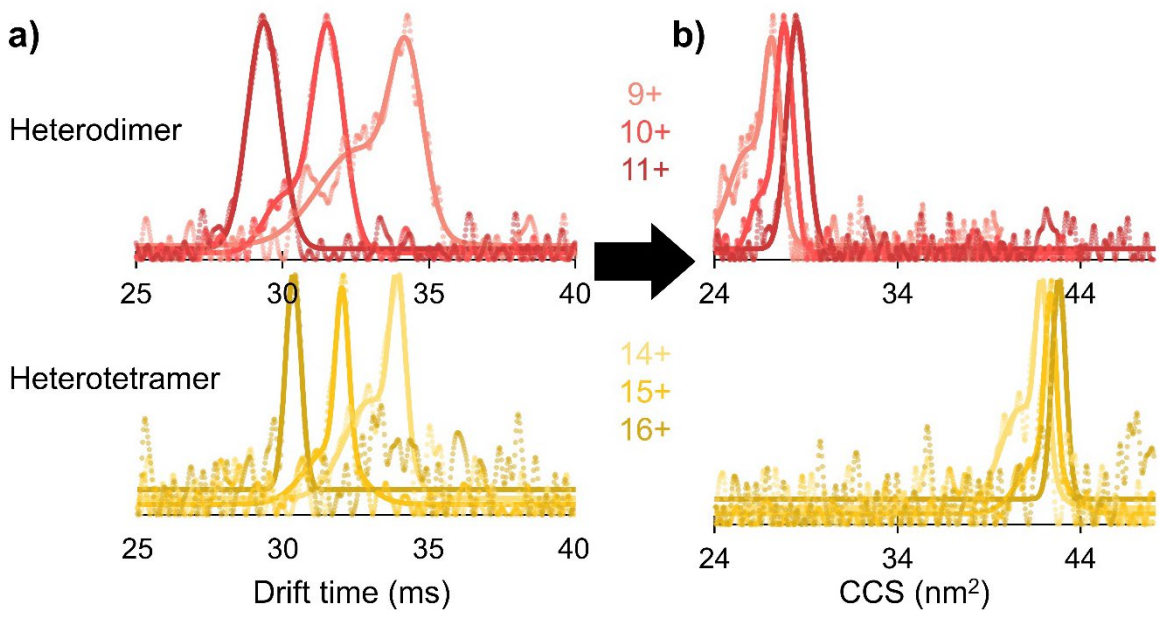 a)
b)
Heterodimer
9+
10+
11+
25 30 35 40
24 34 44
Heterotetramer
14+
15+
16+
25 30 35 40
24 34 44
Drift time (ms)
CCS (nm²)